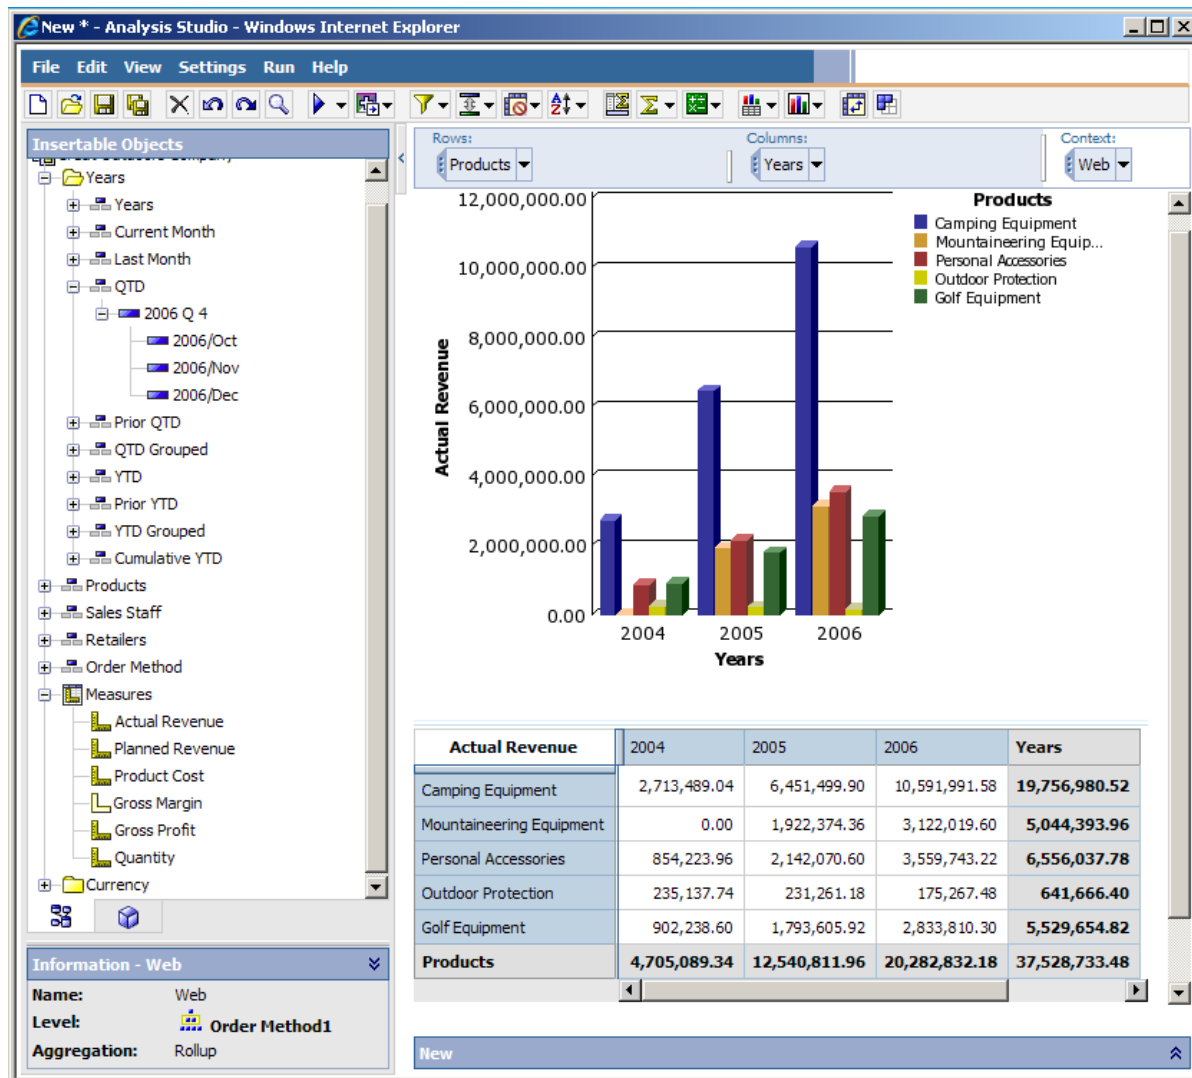 New * - Analysis Studio - Windows Internet Explorer
File Edit View Settings Run Help
Insertable Objects
Years
Years
Current Month
Last Month
QTD
2006 Q 4
2006/Oct
2006/Nov
2006/Dec
Prior QTD
QTD Grouped
YTD
Prior YTD
YTD Grouped
Cumulative YTD
Products
Sales Staff
Retailers
Order Method
Measures
Actual Revenue
Planned Revenue
Product Cost
Gross Margin
Gross Profit
Quantity
Currency
Information - Web
Name: Web
Level: Order Method1
Aggregation: Rollup
Rows: Columns: Context:
Products Years Web
12,000,000.00
10,000,000.00
8,000,000.00
6,000,000.00
4,000,000.00
2,000,000.00
0.00
Actual Revenue
2004 2005 2006
Years
Products
Camping Equipment
Mountaineering Equip...
Personal Accessories
Outdoor Protection
Golf Equipment
Actual Revenue 2004 2005 2006 Years
Camping Equipment 2,713,489.04 6,451,499.90 10,591,991.58 19,756,980.52
Mountaineering Equipment 0.00 1,922,374.36 3,122,019.60 5,044,393.96
Personal Accessories 854,223.96 2,142,070.60 3,559,743.22 6,556,037.78
Outdoor Protection 235,137.74 231,261.18 175,267.48 641,666.40
Golf Equipment 902,238.60 1,793,605.92 2,833,810.30 5,529,654.82
Products 4,705,089.34 12,540,811.96 20,282,832.18 37,528,733.48
New